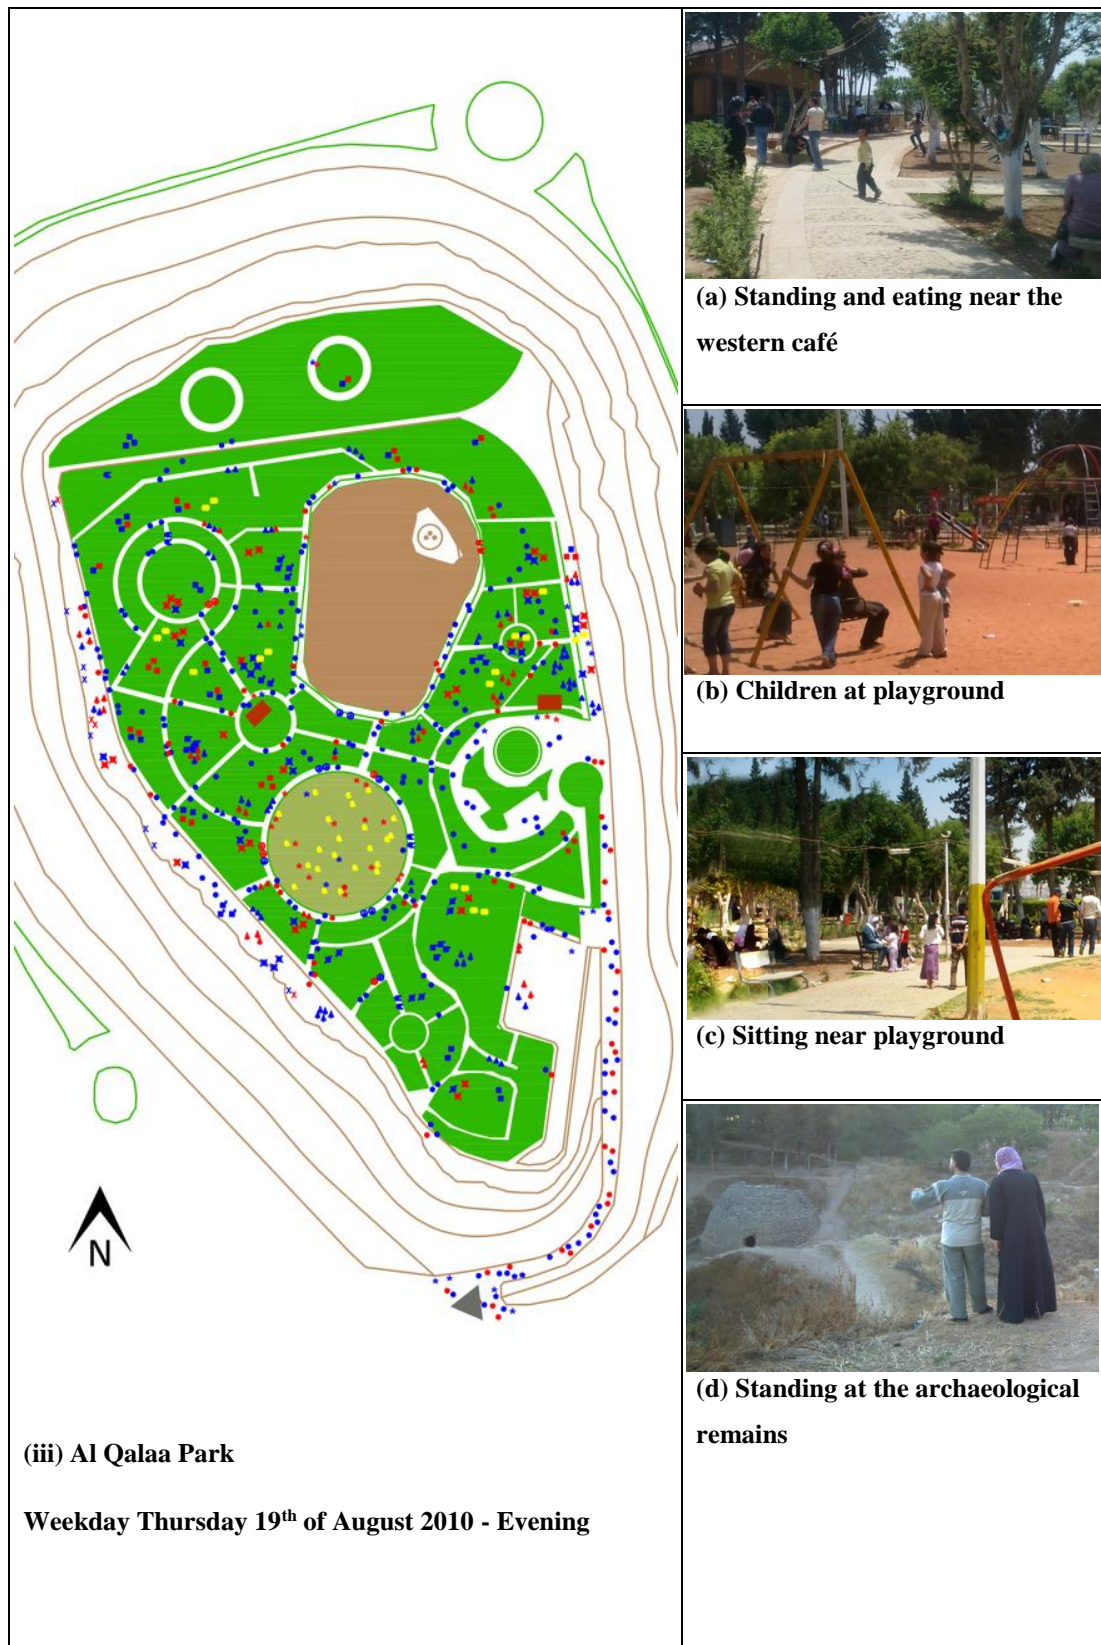 N
(iii) Al Qalaa Park
Weekday Thursday 19th of August 2010 - Evening
(a) Standing and eating near the
western café
(b) Children at playground
(c) Sitting near playground
(d) Standing at the archaeological
remains